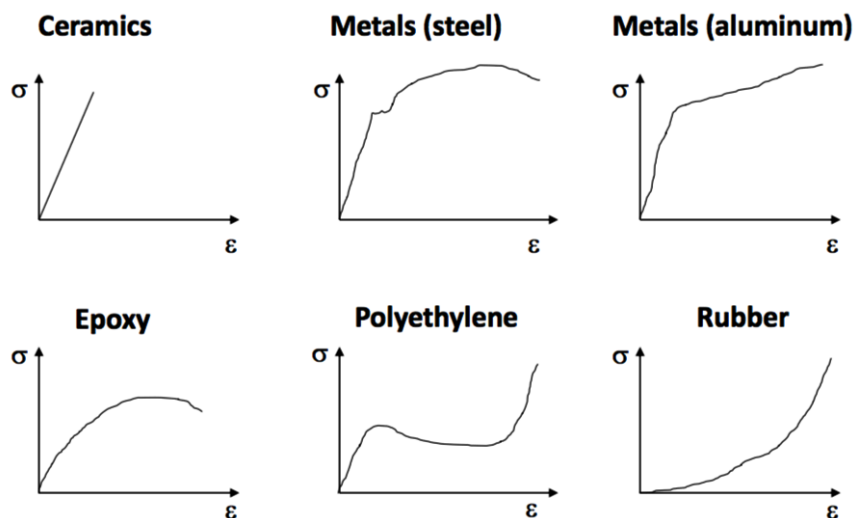 Ceramics
Metals (steel)
Metals (aluminum)
σ
σ
σ
ε
ε
ε
Epoxy
Polyethylene
Rubber
σ
σ
σ
ε
ε
ε